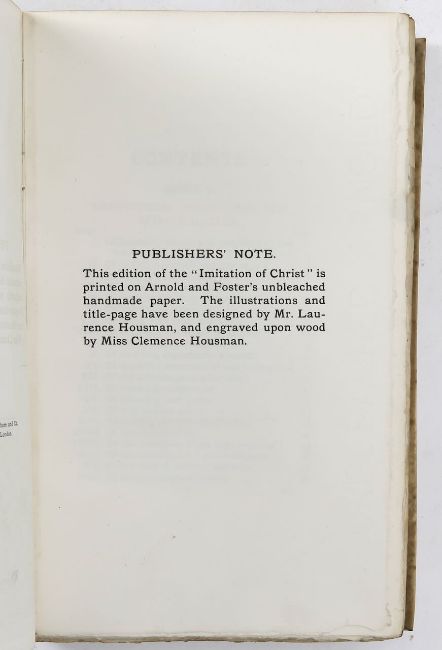 PUBLISHERS' NOTE.
This edition of the "Imitation of Christ" is
printed on Arnold and Foster's unbleached
handmade paper. The illustrations and
title-page have been designed by Mr. Lau-
rence Housman, and engraved upon wood
by Miss Clemence Housman.
London